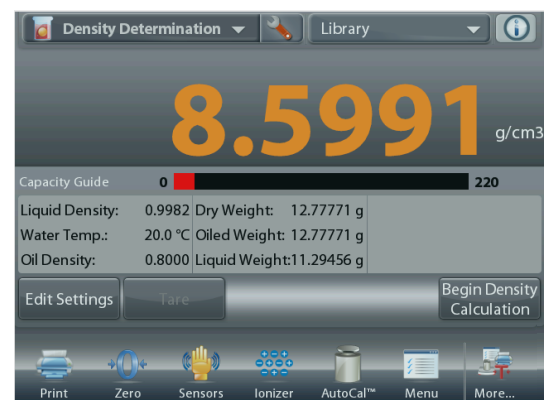 Density Determination Library
8.5991 g/cm3
Capacity Guide 0 220
Liquid Density: 0.9982 Dry Weight: 12.77771 g
Water Temp.: 20.0 °C Oiled Weight: 12.77771 g
Oil Density: 0.8000 Liquid Weight:11.29456 g
Edit Settings Tare Begin Density
Calculation
Print Zero Sensors Ionizer AutoCal™ Menu More...